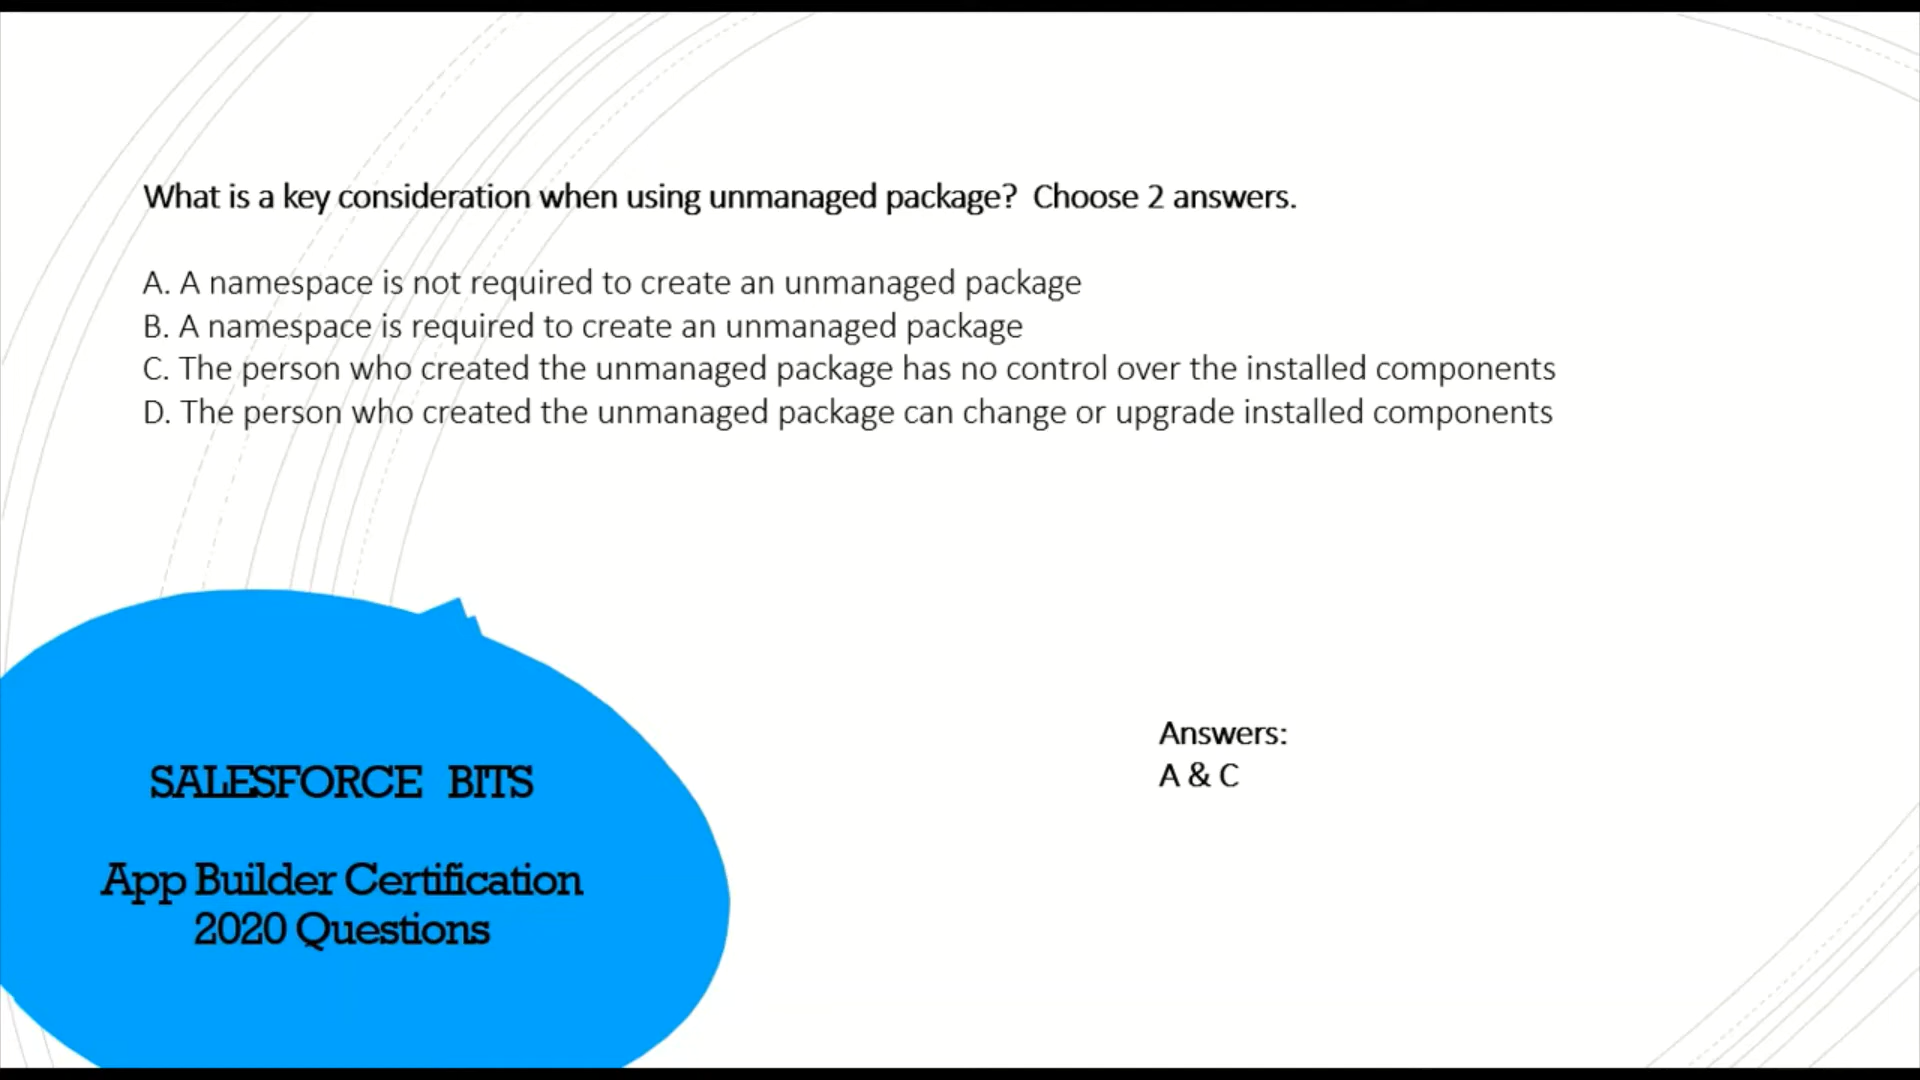 What is a key consideration when using unmanaged package?  Choose 2 answers.
A. A namespace is not required to create an unmanaged package
B. A namespace is required to create an unmanaged package
C. The person who created the unmanaged package has no control over the installed components
D. The person who created the unmanaged package can change or upgrade installed components
Answers:
A & C
SALESFORCE  BITS
App Builder Certification
2020 Questions